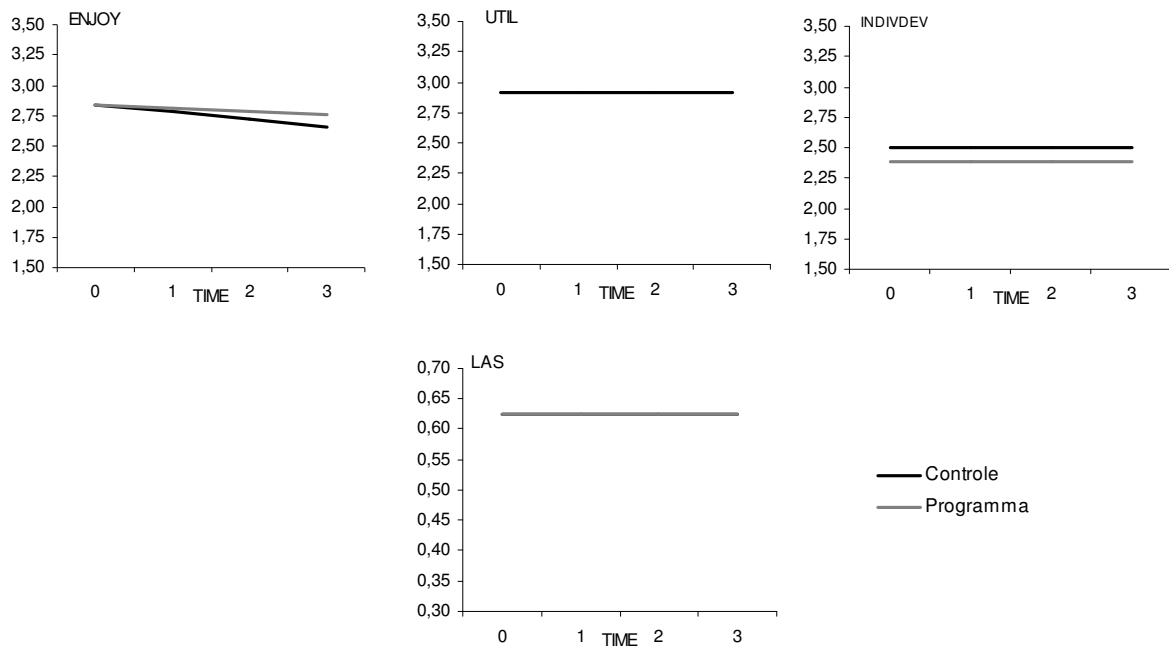 ENJOY
3,50
3,25
3,00
2,75
2,50
2,25
2,00
1,75
1,50
0 1 2 3
TIME
UTIL
3,50
3,25
3,00
2,75
2,50
2,25
2,00
1,75
1,50
0 1 2 3
TIME
INDIVDEV
3,50
3,25
3,00
2,75
2,50
2,25
2,00
1,75
1,50
0 1 2 3
TIME
LAS
0,70
0,65
0,60
0,55
0,50
0,45
0,40
0,35
0,30
0 1 2 3
TIME
Controle
Programma